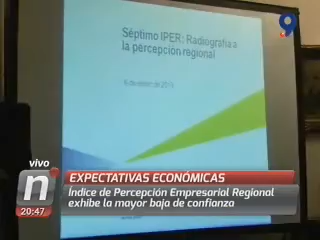 Séptimo IPER: Radiografía a
la percepción regional
9
vivo
n
20:47
EXPECTATIVAS ECONÓMICAS
Índice de Percepción Empresarial Regional
exhibe la mayor baja de confianza